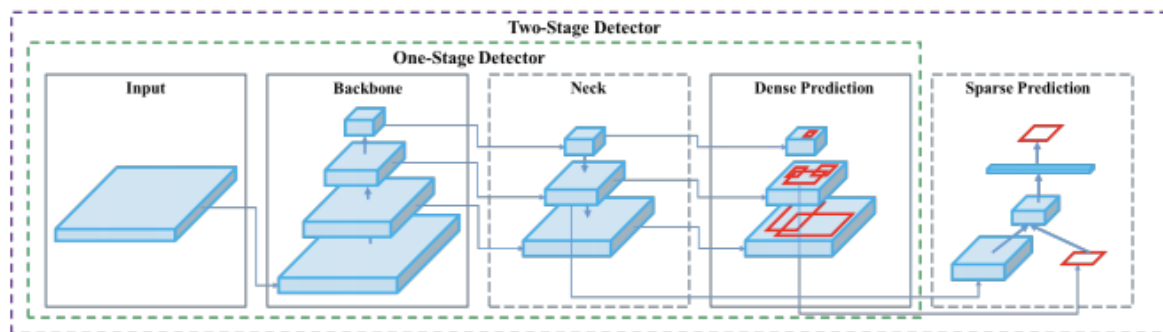 Two-Stage Detector
One-Stage Detector
Input
Backbone
Neck
Dense Prediction
Sparse Prediction